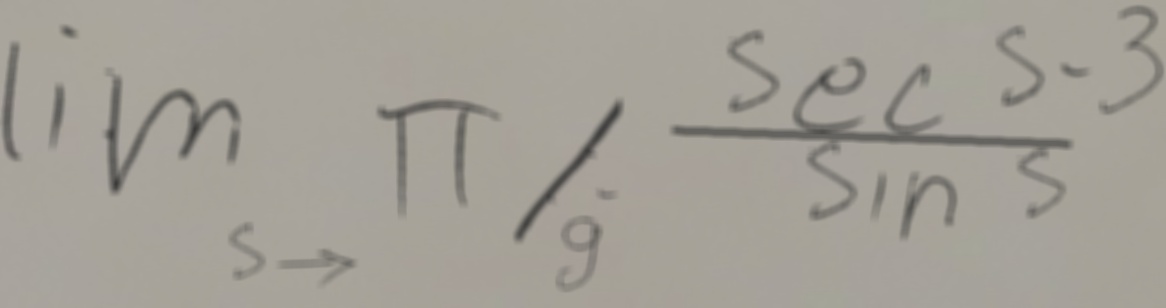 lim s→ π/9 sec s-3 / sin s